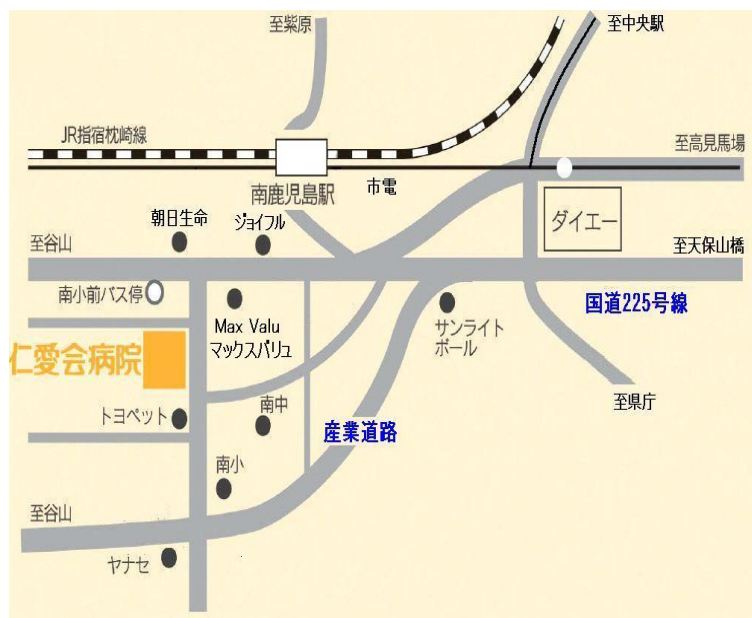 至紫原
至中央駅
JR指宿枕崎線
至高見馬場
南鹿児島駅
市電
朝日生命
ジョイフル
ダイエー
至谷山
至天保山橋
南小前バス停
国道225号線
Max Valu
マックスバリュ
サンライト
ボール
仁愛会病院
至県庁
トヨペット
南中
産業道路
南小
至谷山
ヤナセ